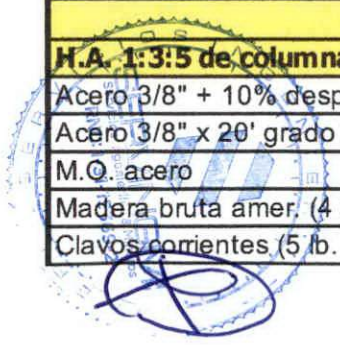 H.A. 1:3:5 de columna
Acero 3/8" + 10% desp
Acero 3/8" x 20' grado
M.O. acero
Madera bruta amer. (4
Clavos corrientes (5 lb.